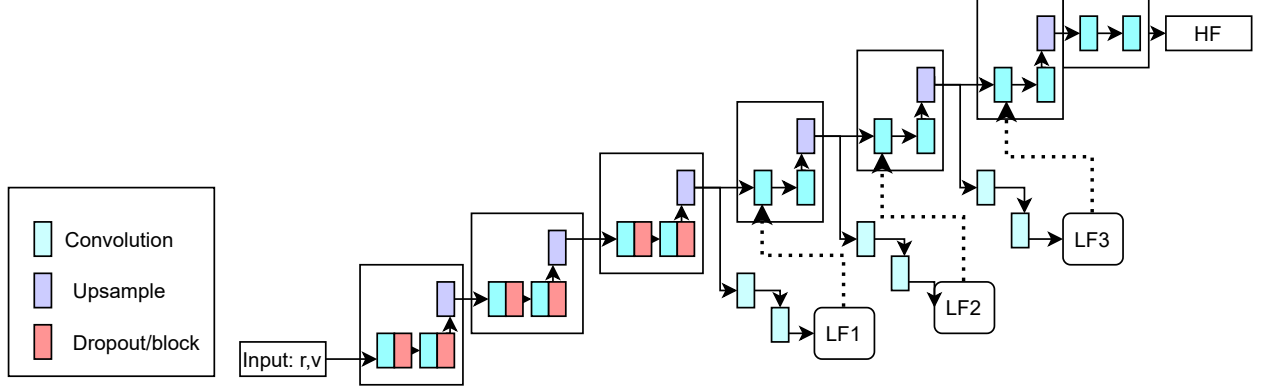 Convolution
Upsample
Dropout/block
Input: r,v
LF1
LF2
LF3
HF